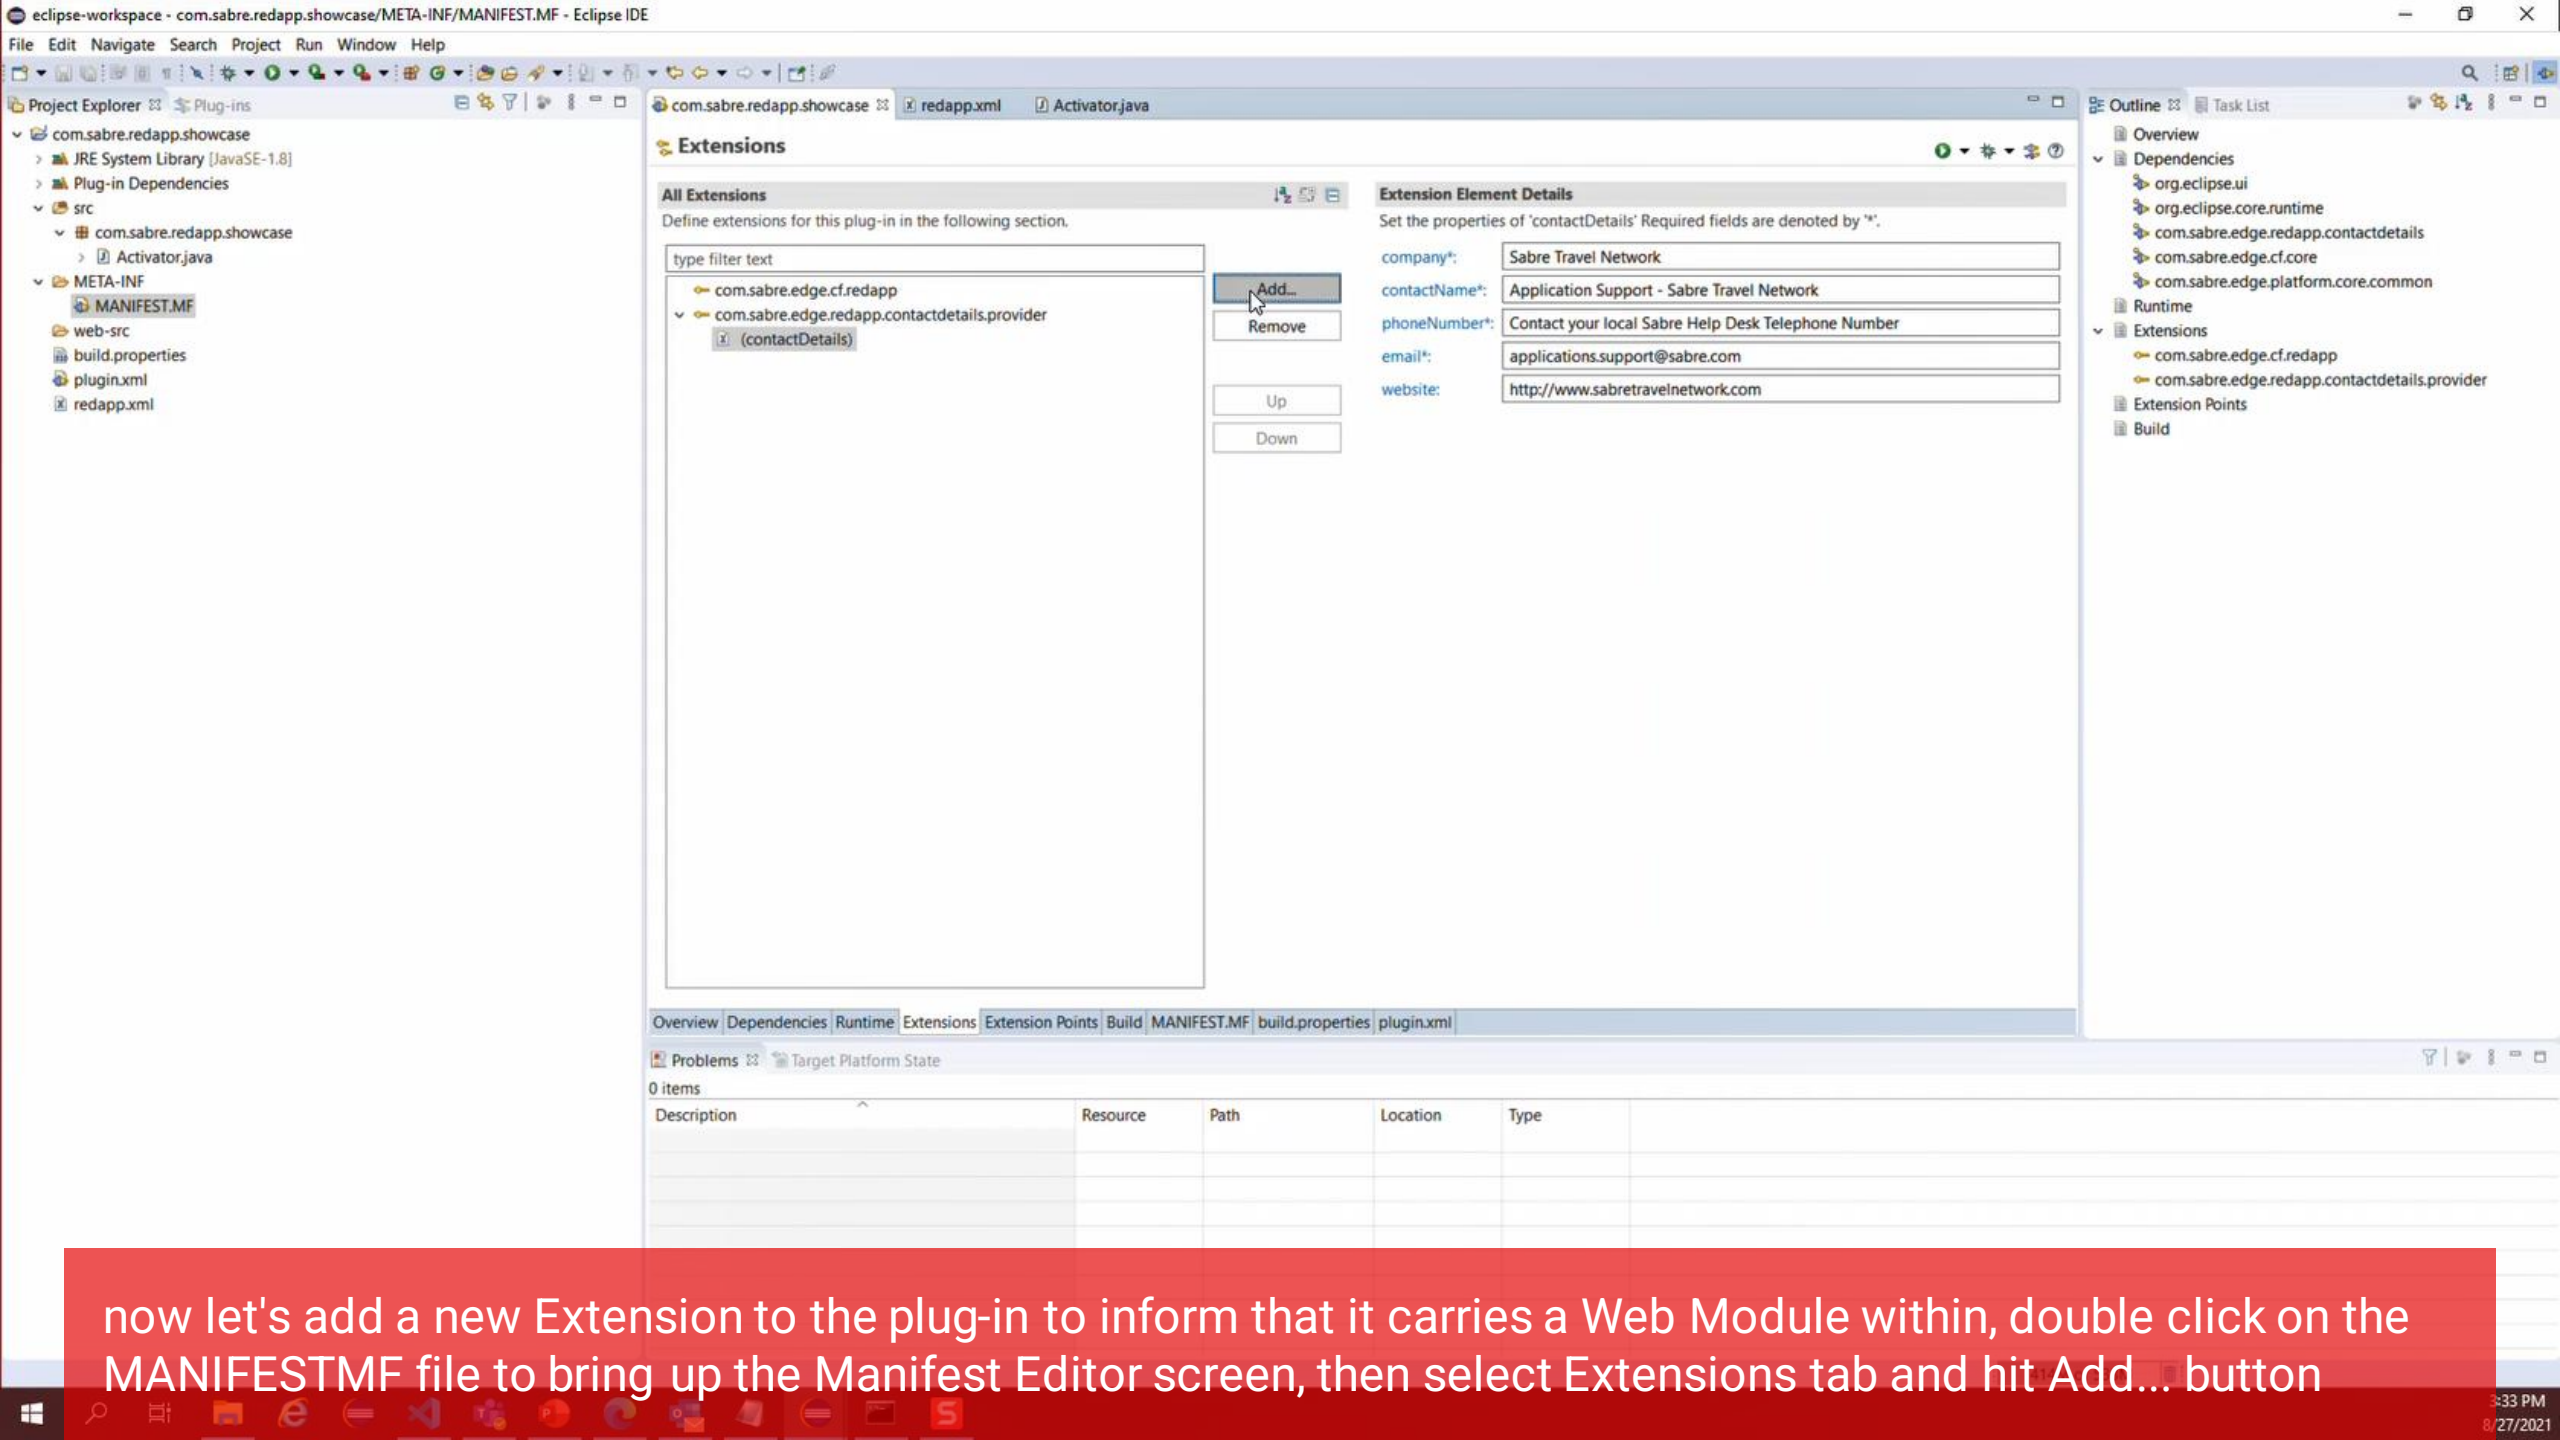 eclipse-workspace - com.sabre.redapp.showcase/META-INF/MANIFEST.MF - Eclipse IDE
File Edit Navigate Search Project Run Window Help
Project Explorer Plug-ins
com.sabre.redapp.showcase
JRE System Library [JavaSE-1.8]
Plug-in Dependencies
src
com.sabre.redapp.showcase
Activator.java
META-INF
MANIFEST.MF
web-src
build.properties
plugin.xml
redapp.xml
com.sabre.redapp.showcase redapp.xml Activator.java
Extensions
All Extensions
Define extensions for this plug-in in the following section.
type filter text
com.sabre.edge.cf.redapp
com.sabre.edge.redapp.contactdetails.provider
(contactDetails)
Add...
Remove
Up
Down
Extension Element Details
Set the properties of 'contactDetails' Required fields are denoted by '*'.
company*: Sabre Travel Network
contactName*: Application Support - Sabre Travel Network
phoneNumber*: Contact your local Sabre Help Desk Telephone Number
email*: applications.support@sabre.com
website: http://www.sabretravelnetwork.com
Overview Dependencies Runtime Extensions Extension Points Build MANIFEST.MF build.properties plugin.xml
Outline Task List
Overview
Dependencies
org.eclipse.ui
org.eclipse.core.runtime
com.sabre.edge.redapp.contactdetails
com.sabre.edge.cf.core
com.sabre.edge.platform.core.common
Runtime
Extensions
com.sabre.edge.cf.redapp
com.sabre.edge.redapp.contactdetails.provider
Extension Points
Build
Problems Target Platform State
0 items
Description Resource Path Location Type
now let's add a new Extension to the plug-in to inform that it carries a Web Module within, double click on the
MANIFESTMF file to bring up the Manifest Editor screen, then select Extensions tab and hit Add... button
3:33 PM
8/27/2021